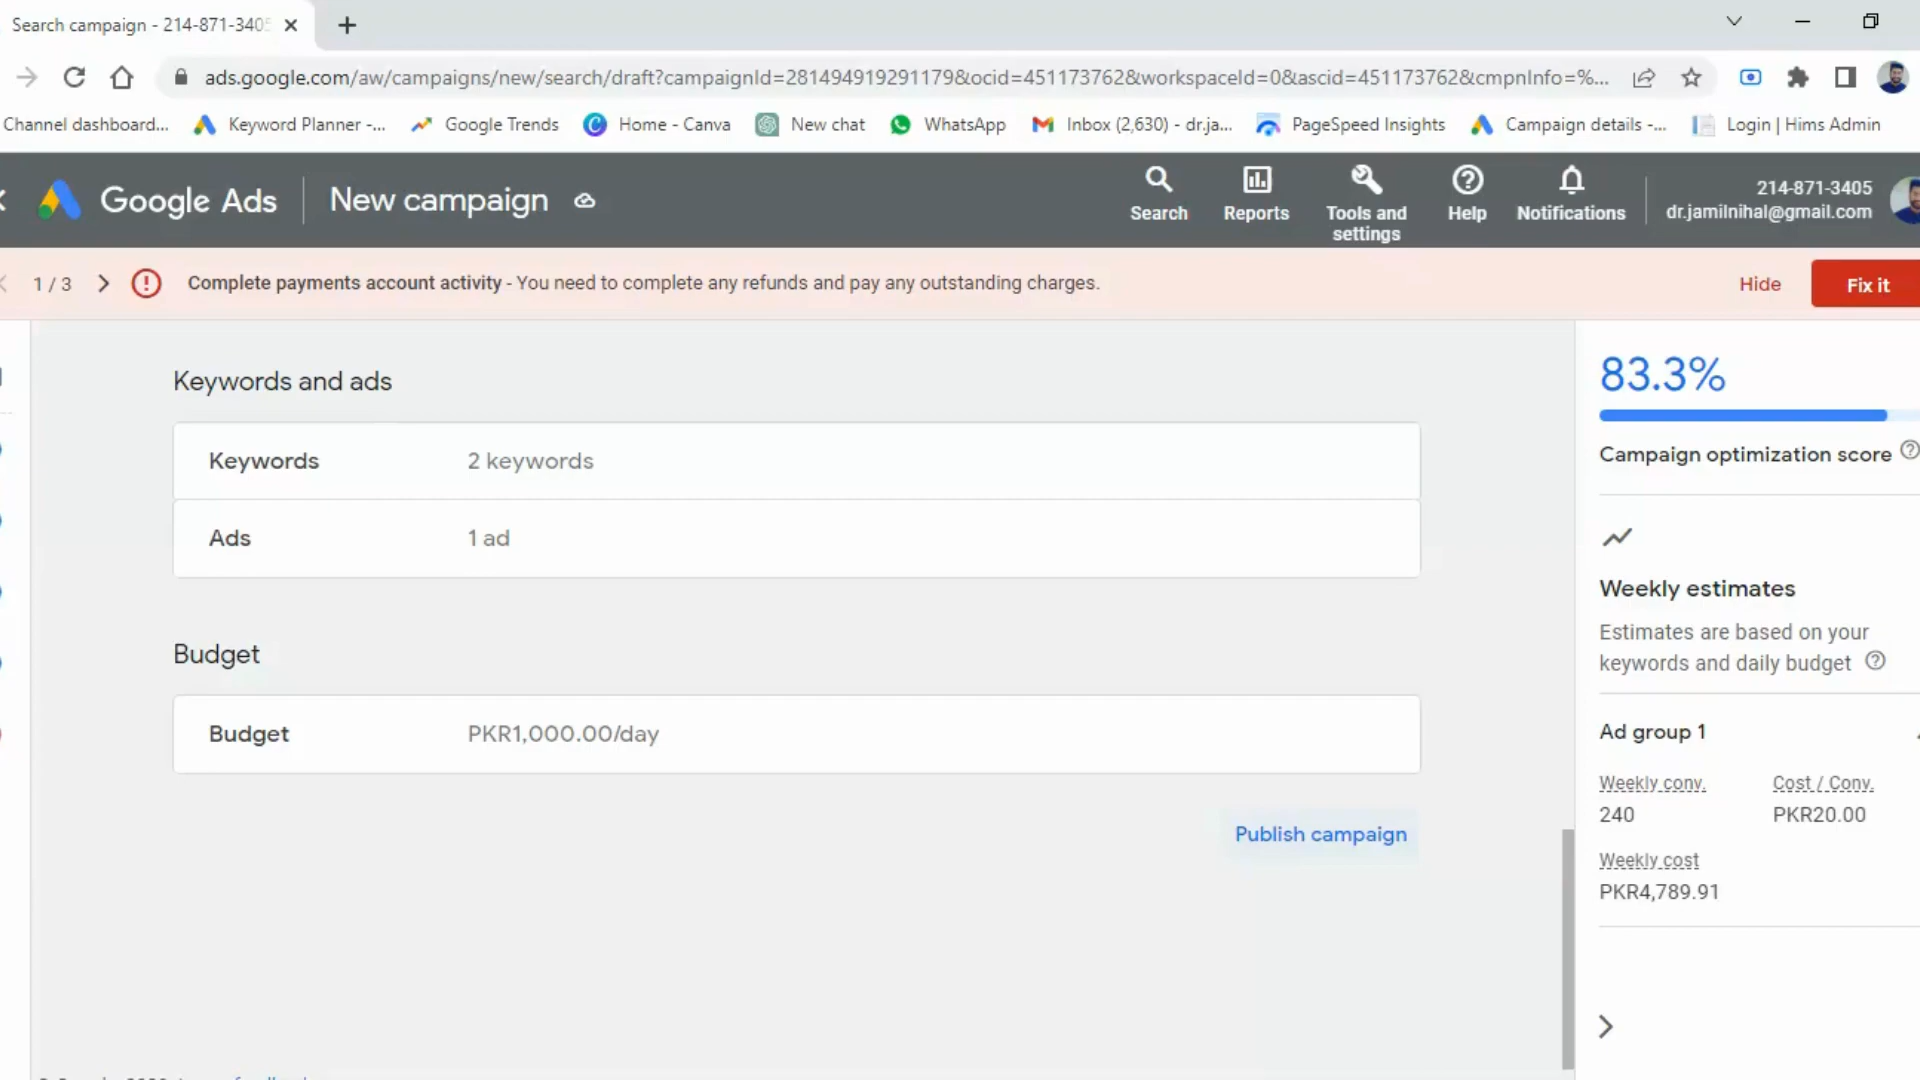 Search campaign - 214-871-3405
ads.google.com/aw/campaigns/new/search/draft?campaignId=281494919291179&ocid=451173762&workspaceId=0&ascid=451173762&cmpnInfo=%...
Channel dashboard... Keyword Planner -... Google Trends Home - Canva New chat WhatsApp Inbox (2,630) - dr.ja... PageSpeed Insights Campaign details -... Login | Hims Admin
Google Ads New campaign
Search Reports Tools and settings Help Notifications
214-871-3405
dr.jamilnihal@gmail.com
1 / 3 Complete payments account activity - You need to complete any refunds and pay any outstanding charges. Hide Fix it
Keywords and ads
Keywords 2 keywords
Ads 1 ad
Budget
Budget PKR1,000.00/day
Publish campaign
83.3%
Campaign optimization score
Weekly estimates
Estimates are based on your
keywords and daily budget
Ad group 1
Weekly conv. Cost / Conv.
240 PKR20.00
Weekly cost
PKR4,789.91